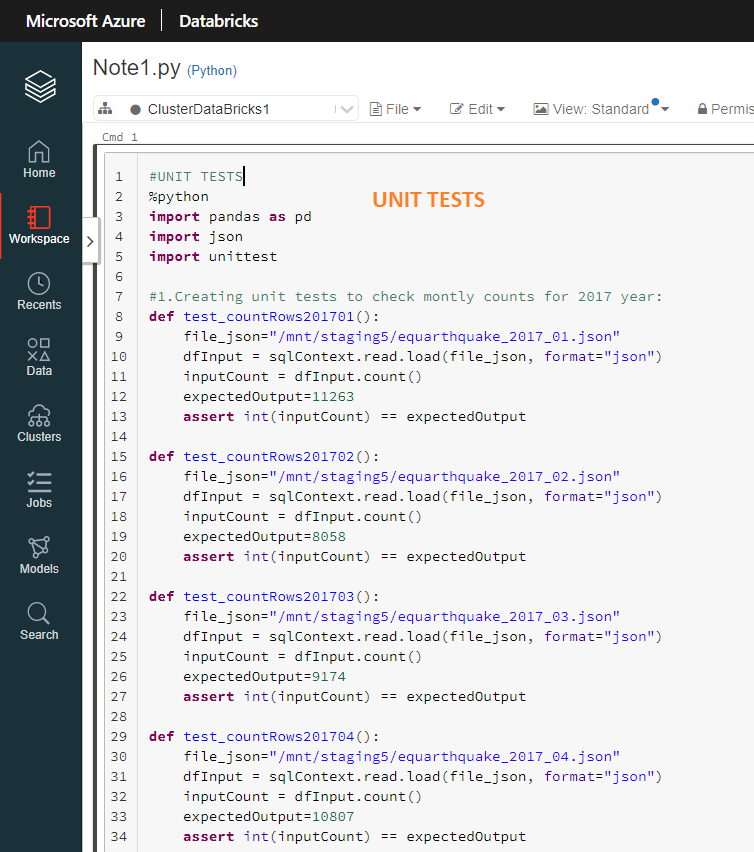 Microsoft Azure Databricks
Note1.py (Python)
ClusterDataBricks1 File Edit View: Standard Permis
Cmd 1
Home
Workspace
Recents
Data
Clusters
Jobs
Models
Search
UNIT TESTS
1 #UNIT TESTS
2 %python
3 import pandas as pd
4 import json
5 import unittest
6
7 #1.Creating unit tests to check montly counts for 2017 year:
8 def test_countRows201701():
9 file_json="/mnt/staging5/equarthquake_2017_01.json"
10 dfInput = sqlContext.read.load(file_json, format="json")
11 inputCount = dfInput.count()
12 expectedOutput=11263
13 assert int(inputCount) == expectedOutput
14
15 def test_countRows201702():
16 file_json="/mnt/staging5/equarthquake_2017_02.json"
17 dfInput = sqlContext.read.load(file_json, format="json")
18 inputCount = dfInput.count()
19 expectedOutput=8058
20 assert int(inputCount) == expectedOutput
21
22 def test_countRows201703():
23 file_json="/mnt/staging5/equarthquake_2017_03.json"
24 dfInput = sqlContext.read.load(file_json, format="json")
25 inputCount = dfInput.count()
26 expectedOutput=9174
27 assert int(inputCount) == expectedOutput
28
29 def test_countRows201704():
30 file_json="/mnt/staging5/equarthquake_2017_04.json"
31 dfInput = sqlContext.read.load(file_json, format="json")
32 inputCount = dfInput.count()
33 expectedOutput=10807
34 assert int(inputCount) == expectedOutput